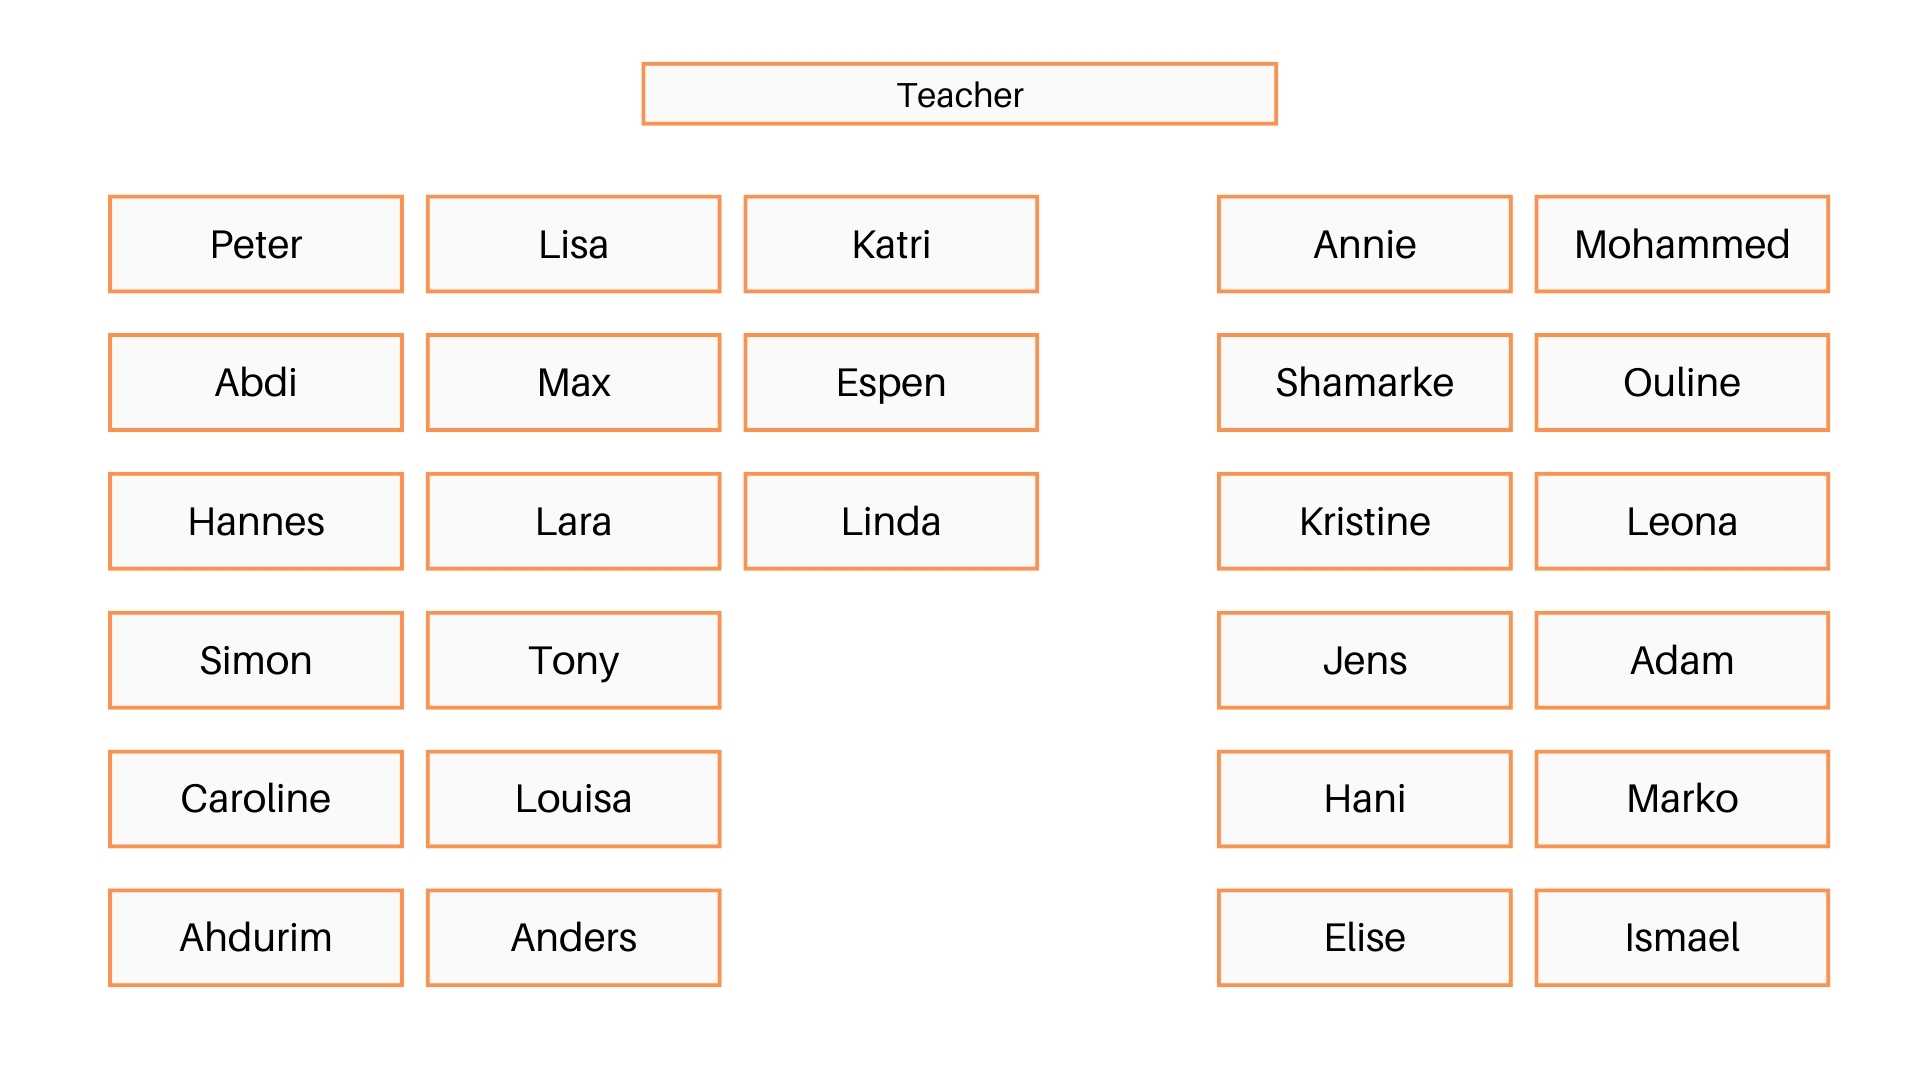 Teacher
Peter Lisa Katri Annie Mohammed
Abdi Max Espen Shamarke Ouline
Hannes Lara Linda Kristine Leona
Simon Tony Jens Adam
Caroline Louisa Hani Marko
Ahdurim Anders Elise Ismael